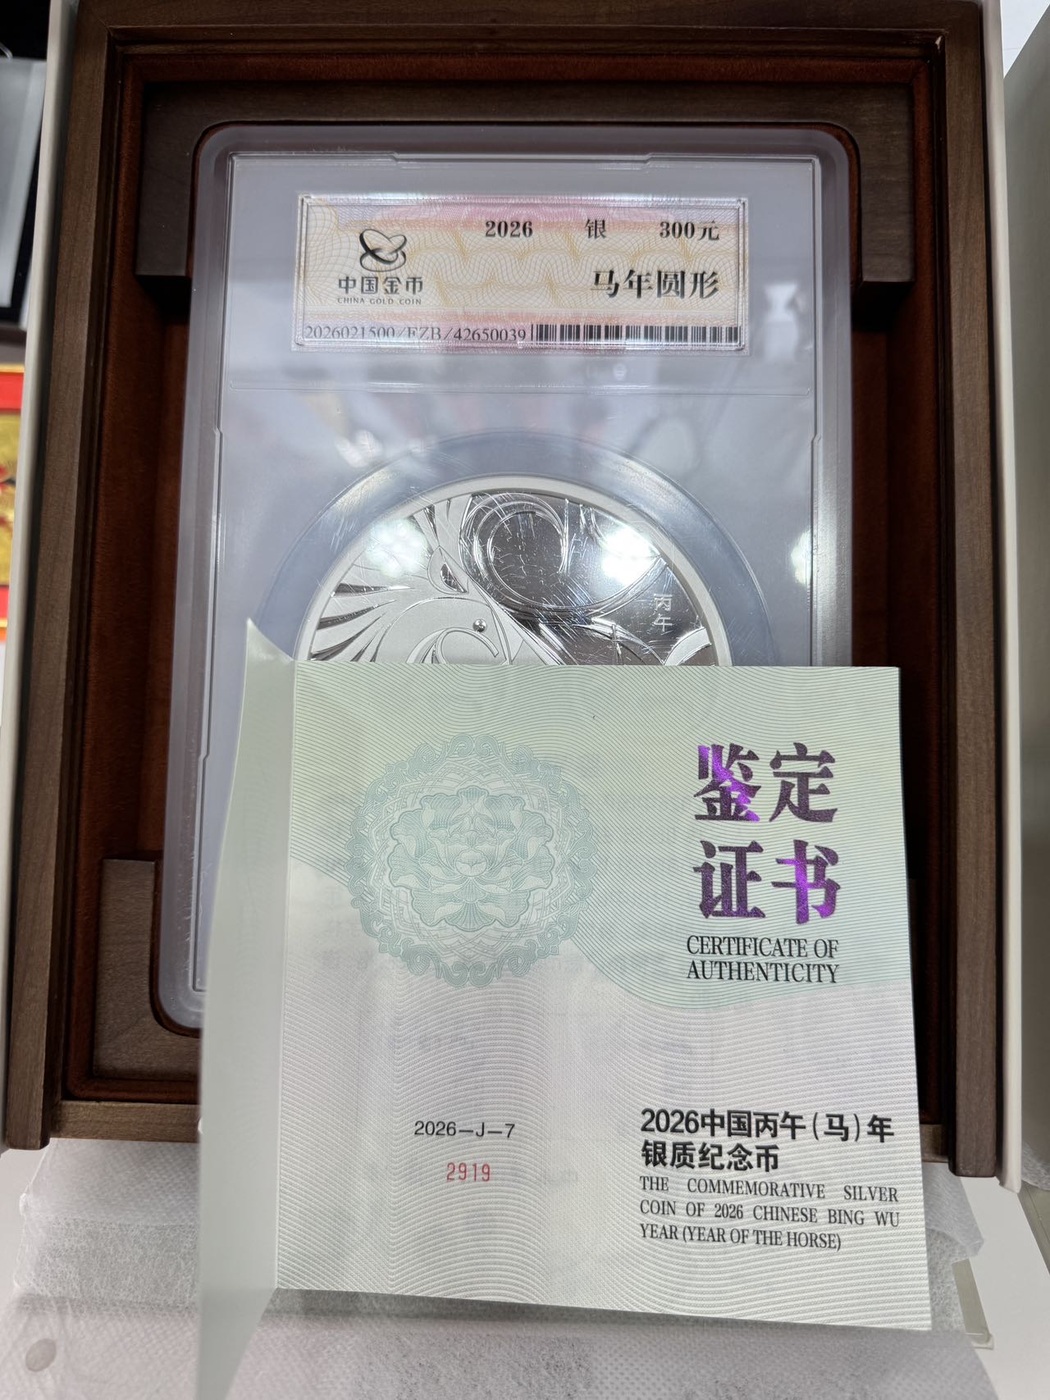 2026 银 300元
中国金币
CHINA GOLD COIN
马年圆形
2026021500/FZB/42650039
丙午
鉴定
证书
CERTIFICATE OF
AUTHENTICITY
2026—J—7
2919
2026中国丙午(马)年
银质纪念币
THE COMMEMORATIVE SILVER
COIN OF 2026 CHINESE BING WU
YEAR (YEAR OF THE HORSE)